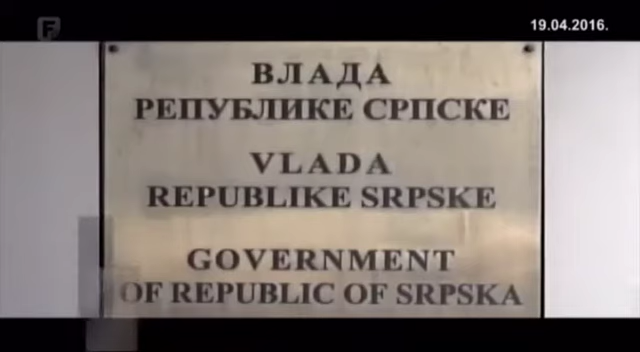 F
19.04.2016.
ВЛАДА
РЕПУБЛИКЕ СРПСКЕ
VLADA
REPUBLIKE SRPSKE
GOVERNMENT
OF REPUBLIC OF SRPSKA